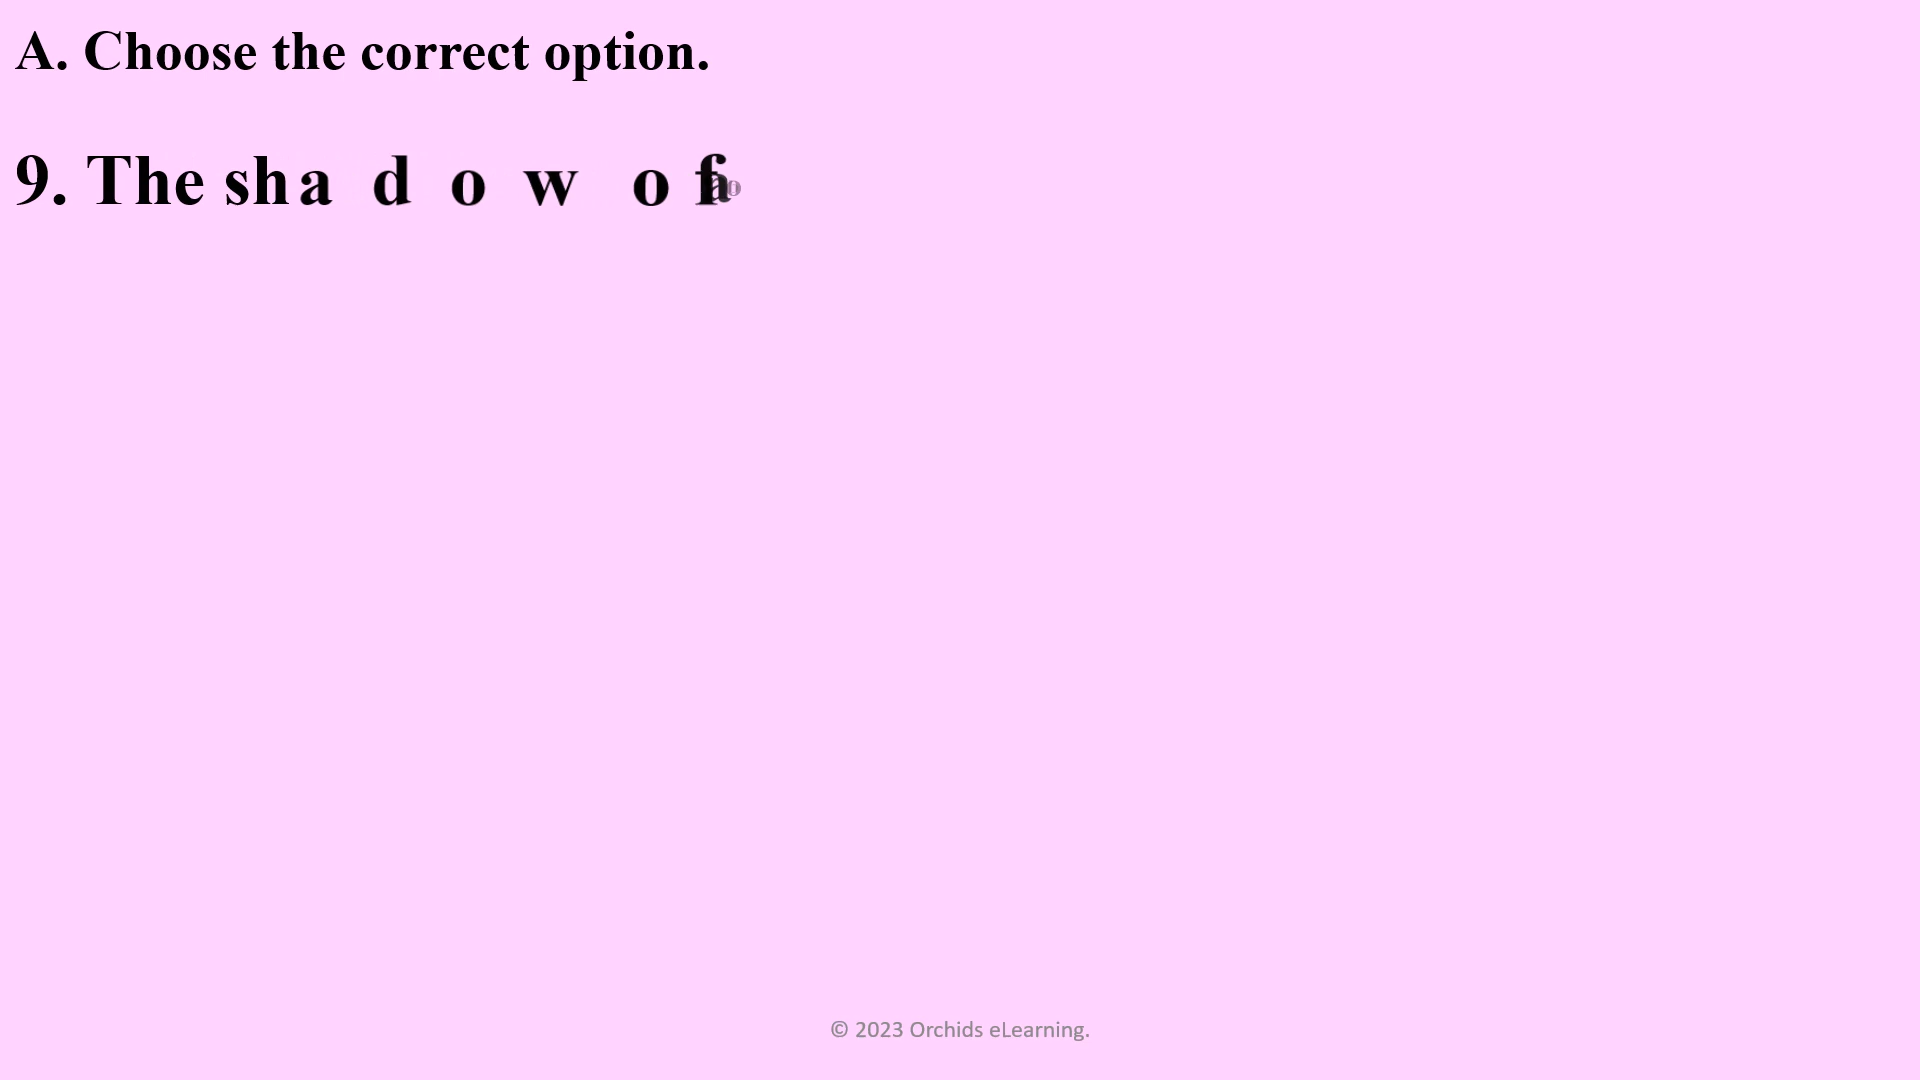 A. Choose the correct option.
9. The shadow of
© 2023 Orchids eLearning.